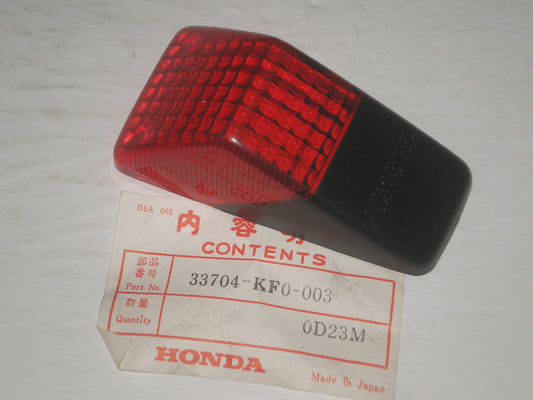 D5A 005
内容
CONTENTS
部品
番号
Part No.
33704-KF0-003
数量
Quantity
0D23M
HONDA
Made In Japan